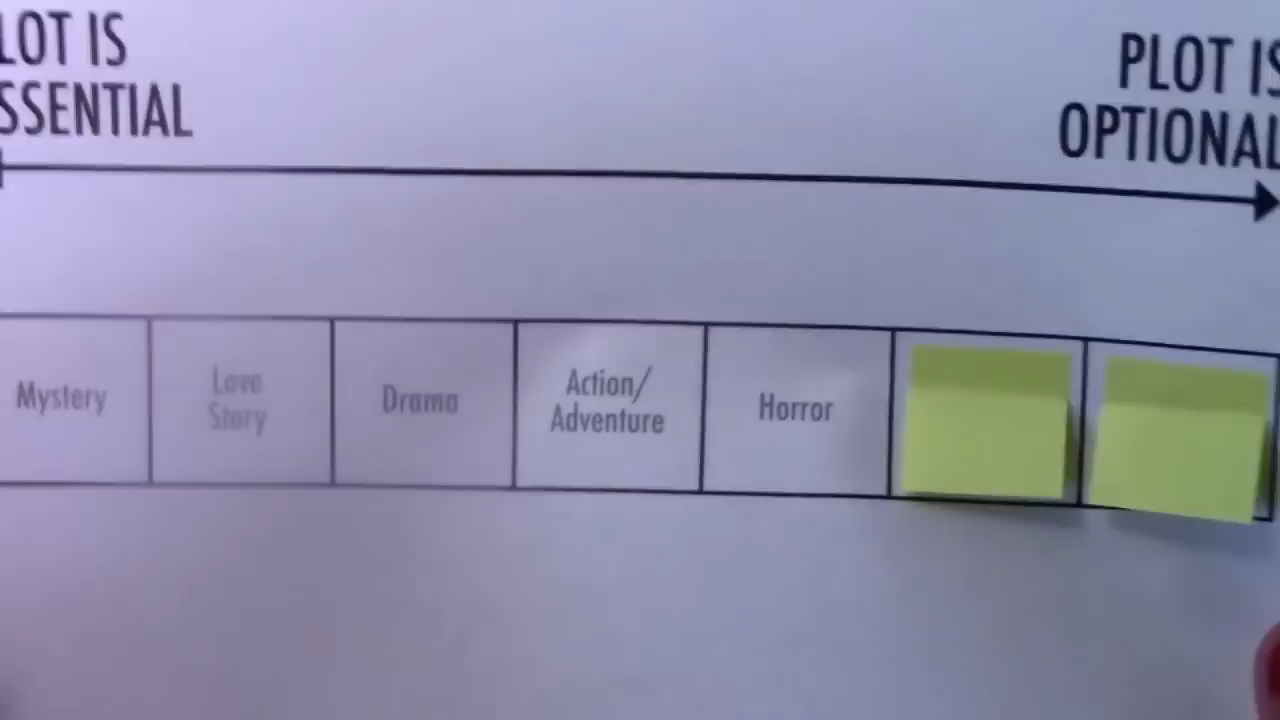 LOT IS
SSENTIAL
PLOT IS
OPTIONAL
Mystery
Love
Story
Drama
Action/
Adventure
Horror